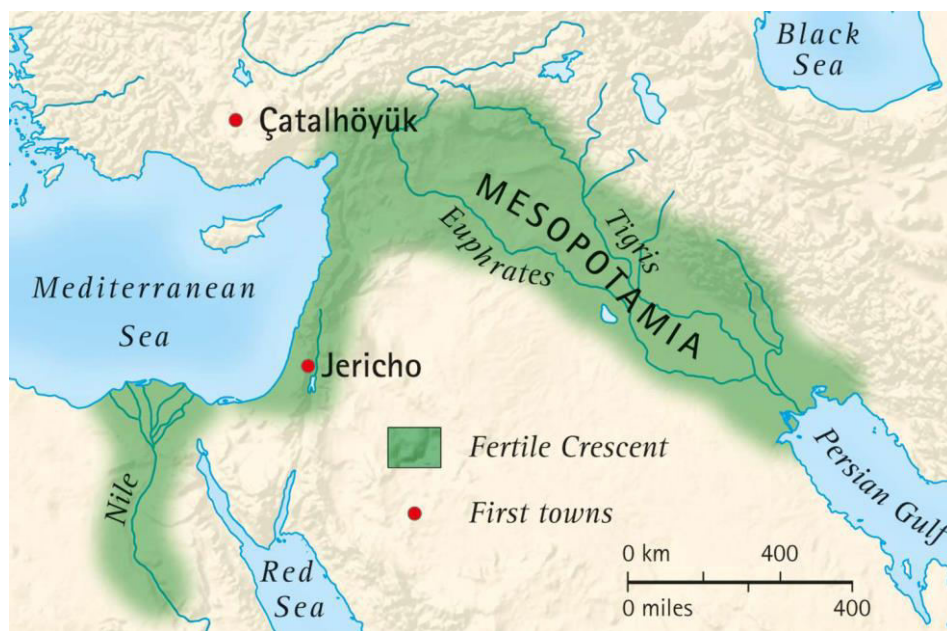 Black
Sea
Çatalhöyük
MESOPOTAMIA
Tigris
Euphrates
Mediterranean
Sea
Jericho
Fertile Crescent
Nile
First towns
Persian Gulf
Red
Sea
0 km 400
0 miles 400